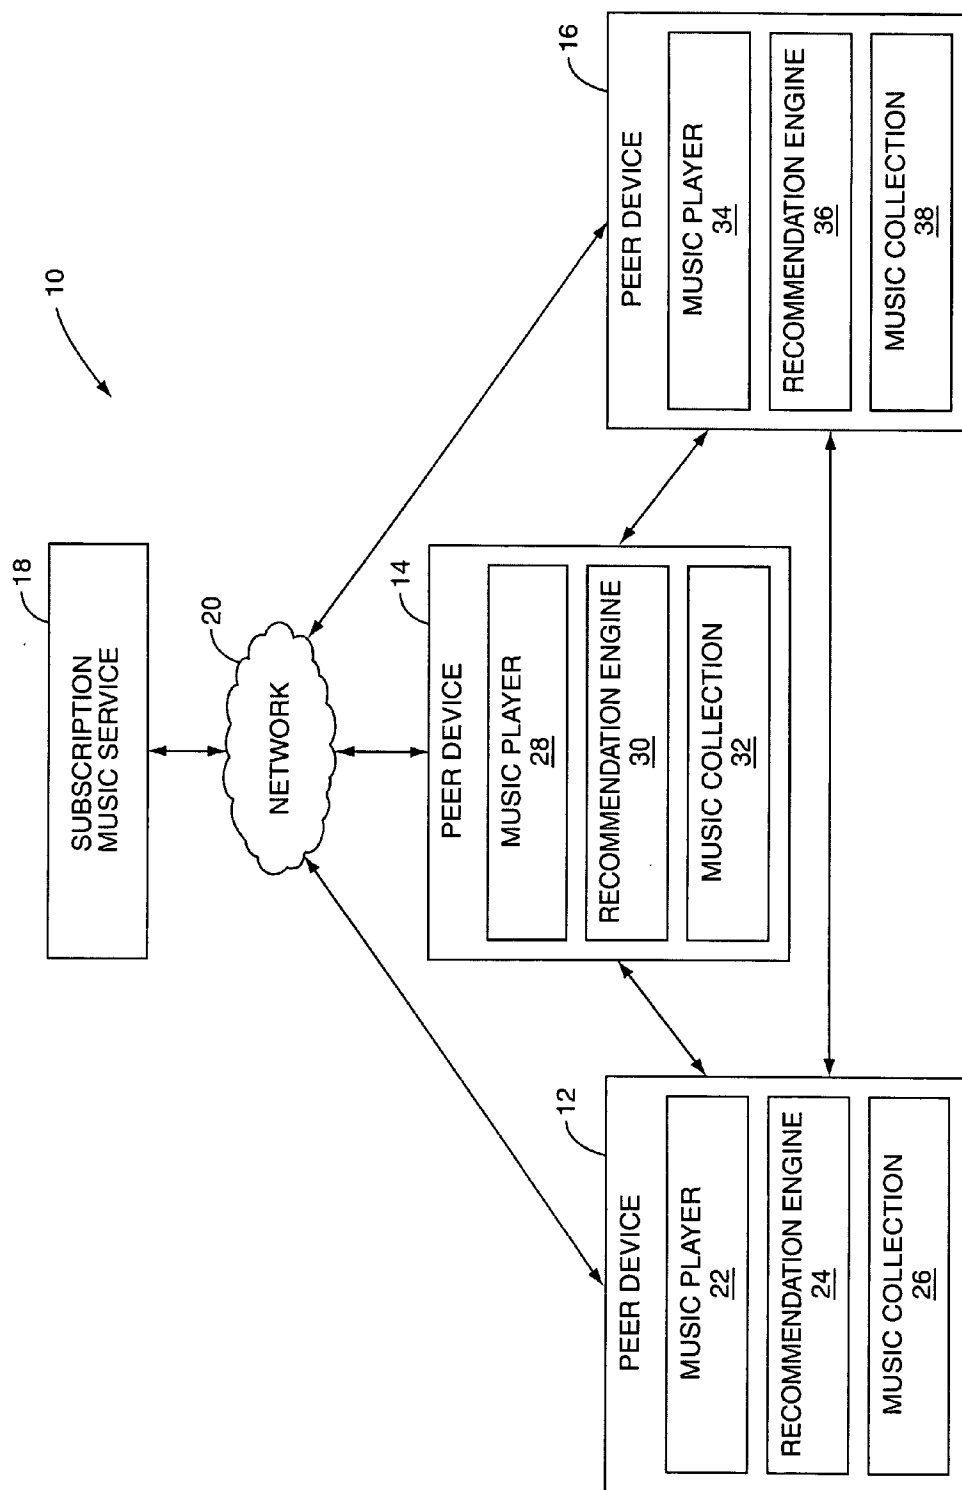 10
18
SUBSCRIPTION
MUSIC SERVICE
20
NETWORK
12
PEER DEVICE
MUSIC PLAYER
22
RECOMMENDATION ENGINE
24
MUSIC COLLECTION
26
14
PEER DEVICE
MUSIC PLAYER
28
RECOMMENDATION ENGINE
30
MUSIC COLLECTION
32
16
PEER DEVICE
MUSIC PLAYER
34
RECOMMENDATION ENGINE
36
MUSIC COLLECTION
38